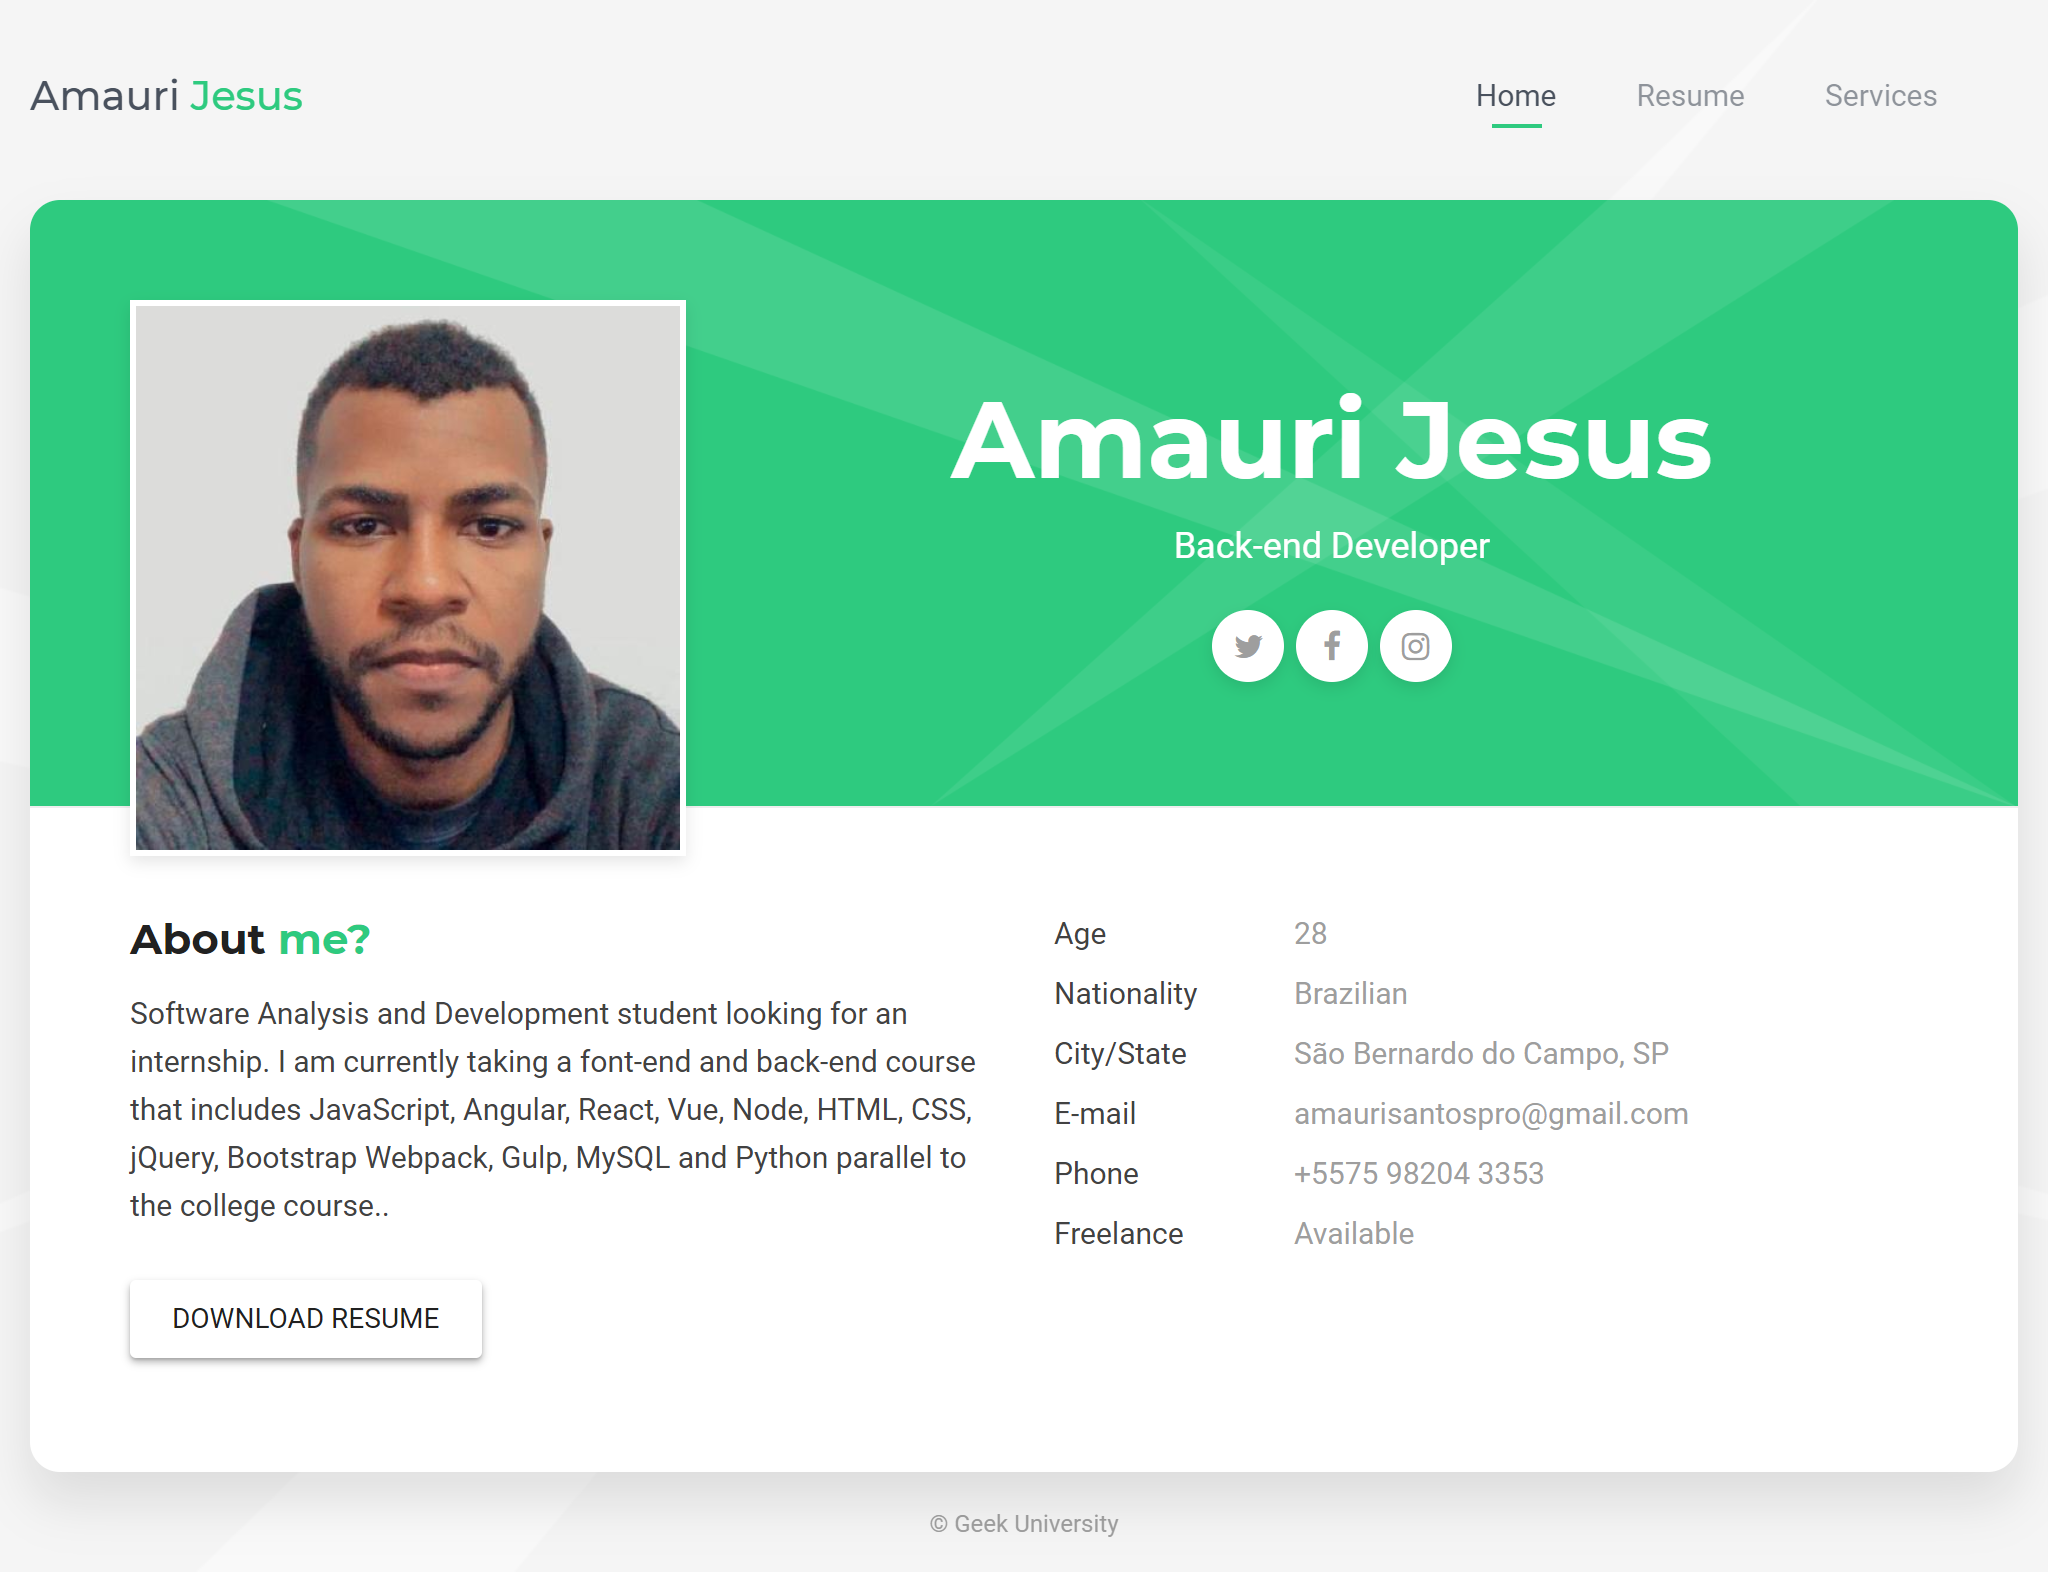 Amauri Jesus
Home
Resume
Services
Amauri Jesus
Back-end Developer
About me?
Software Analysis and Development student looking for an
internship. I am currently taking a font-end and back-end course
that includes JavaScript, Angular, React, Vue, Node, HTML, CSS,
jQuery, Bootstrap Webpack, Gulp, MySQL and Python parallel to
the college course..
DOWNLOAD RESUME
Age 28
Nationality Brazilian
City/State São Bernardo do Campo, SP
E-mail amaurisantospro@gmail.com
Phone +5575 98204 3353
Freelance Available
© Geek University